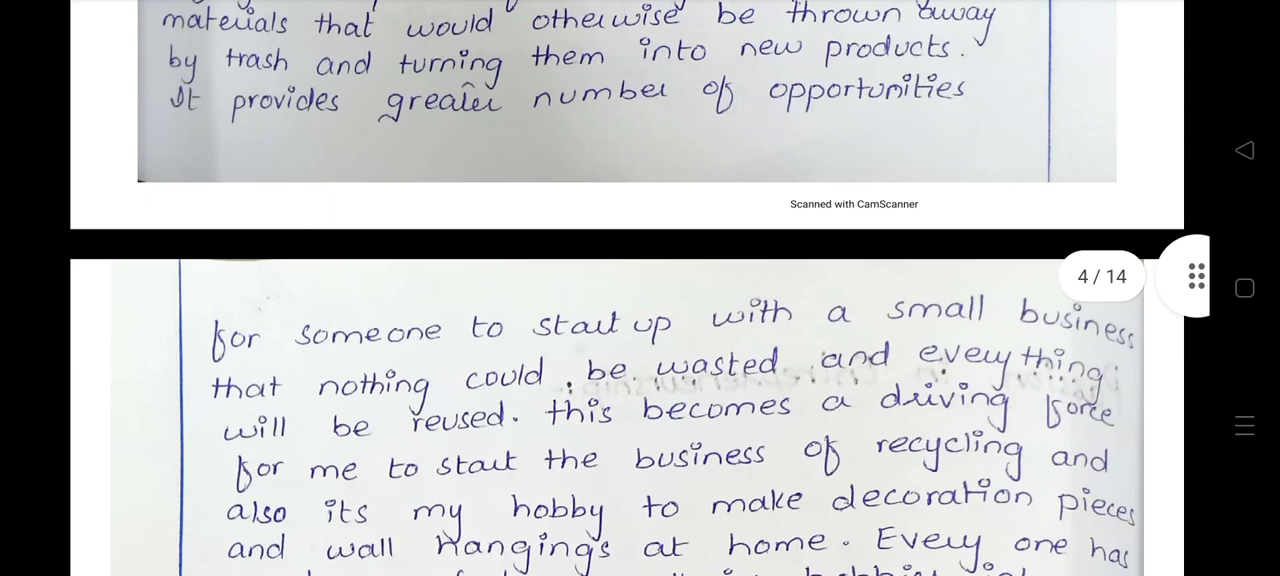 materials that would otherwise be thrown away
by trash and turning them into new products.
It provides greater number of opportunities
Scanned with CamScanner
4 / 14
for someone to start up with a small business
that nothing could be wasted and everything
will be reused. this becomes a driving force
for me to start the business of recycling and
also its my hobby to make decoration pieces
and wall hangings at home. Every one has